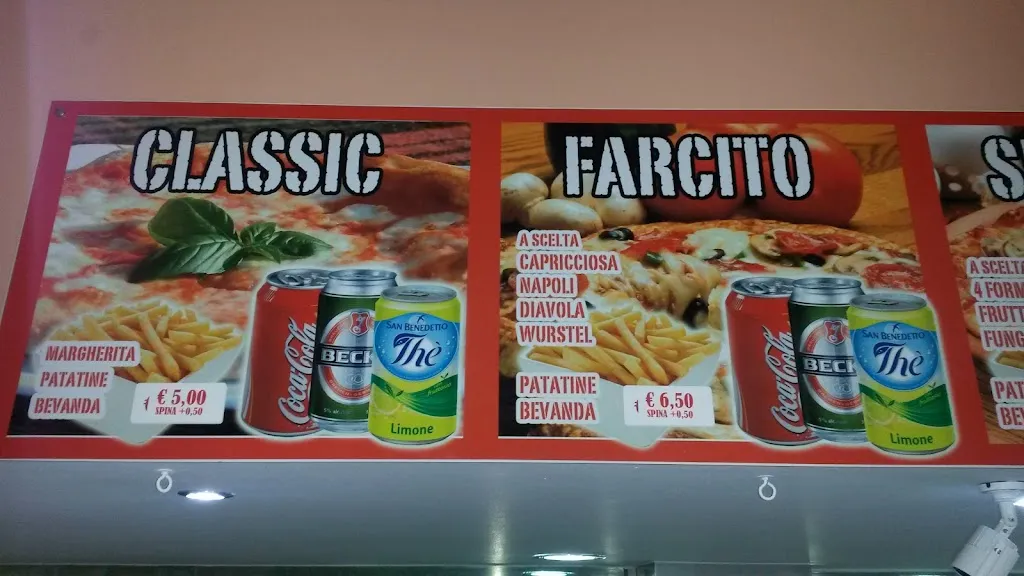 CLASSIC
MARGHERITA
PATATINE
BEVANDA
€ 5,00
SPINA +0,50
Coca-Cola
BECK
SAN BENEDETTO
Thè
Limone
FARCITO
A SCELTA
CAPRICCIOSA
NAPOLI
DIAVOLA
WURSTEL
PATATINE
BEVANDA
€ 6,50
SPINA +0,50
Coca-Cola
BECK
SAN BENEDETTO
Thè
Limone
S
A SCELTA
4 FORM
FRUTT
FUNG
PAT
BE